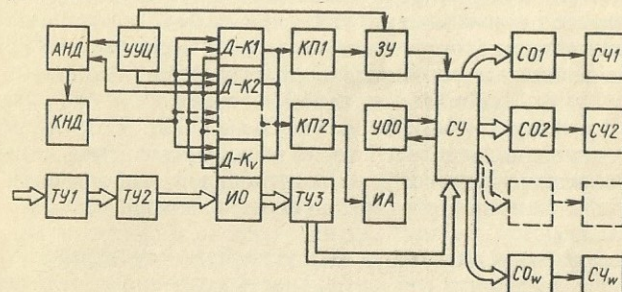 АНД УУЦ Д-К1 КП1 ЗУ СО1 СЧ1
Д-К2
КНД КП2 УОО СУ СО2 СЧ2
Д-Кv
ТУ1 ТУ2 ИО ТУ3 ИА
СОw СЧw